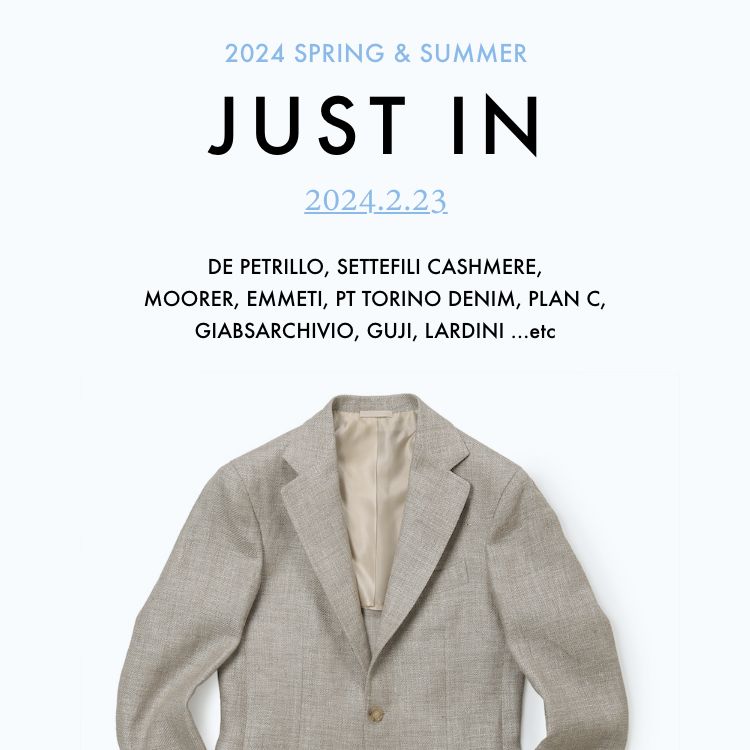 2024 SPRING & SUMMER
JUST IN
2024.2.23
DE PETRILLO, SETTEFILI CASHMERE,
MOORER, EMMETI, PT TORINO DENIM, PLAN C,
GIABSARCHIVIO, GUJI, LARDINI ...etc